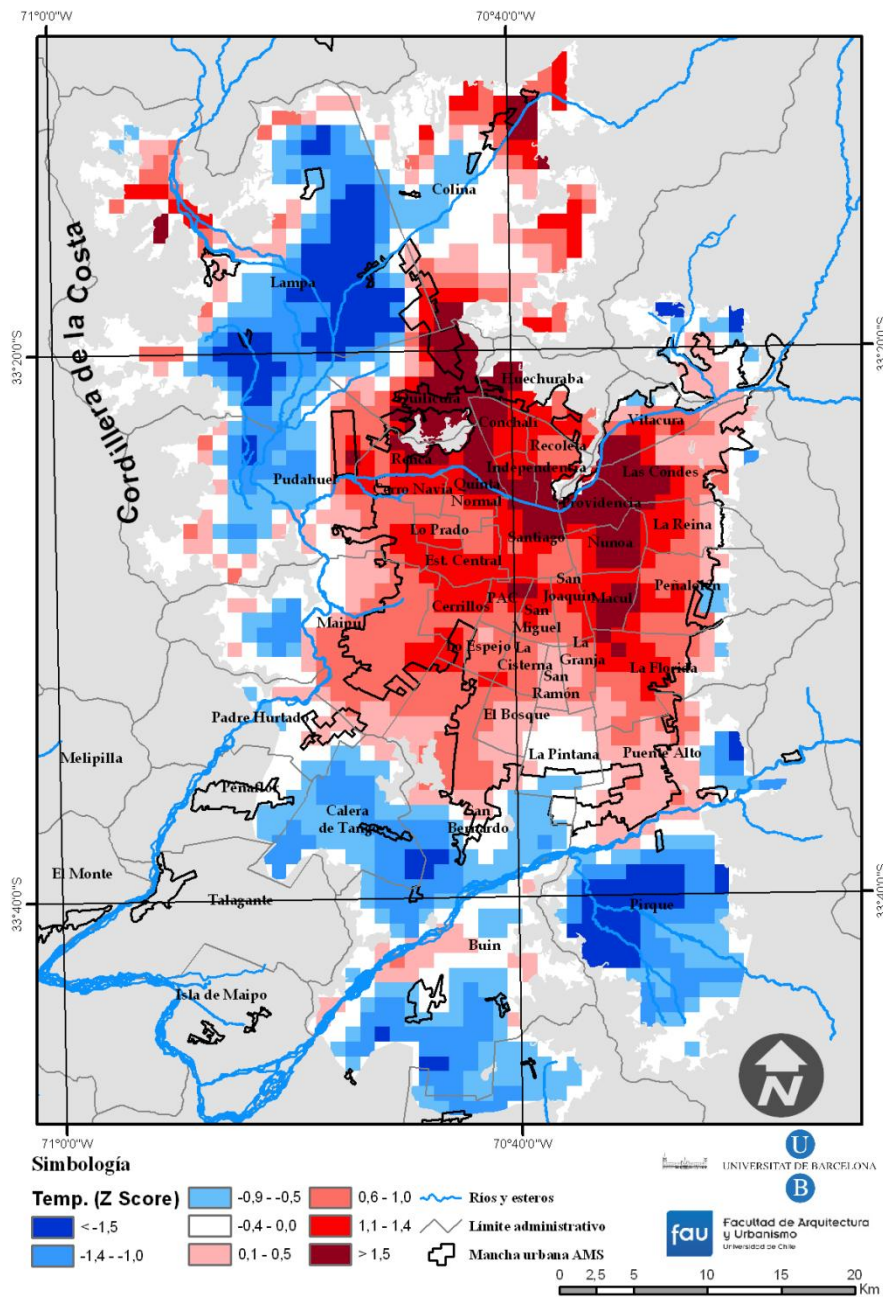 71°0'0"W
70°40'0"W
Colina
Cordillera de la Costa
Lampa
33°20'0"S
33°20'0"S
Huechuraba
Quilicura
Vitacura
Conchali
Recoleta
Renca
Independencia
Las Condes
Pudahuel
Quinta
Normal
Cerro Navia
Providencia
La Reina
Lo Prado
Santiago
Nunoa
Est. Central
San
Joaquin
Peñalolen
Cerrillos
PAC
Macul
San
Miguel
Maipu
Lo Espejo
La
Cisterna
La
Granja
La Florida
San
Ramon
Padre Hurtado
El Bosque
Melipilla
La Pintana
Puente Alto
Peñaflor
Calera
de Tango
San
Bernardo
El Monte
Talagante
33°40'0"S
33°40'0"S
Pirque
Buin
Isla de Maipo
N
71°0'0"W
70°40'0"W
Simbología
Temp. (Z Score)
< -1,5
-1,4 - -1,0
-0,9 - -0,5
-0,4 - 0,0
0,1 - 0,5
0,6 - 1,0
1,1 - 1,4
> 1,5
Ríos y esteros
Límite administrativo
Mancha urbana AMS
U
UNIVERSITAT DE BARCELONA
B
fau
Facultad de Arquitectura
y Urbanismo
Universidad de Chile
0 2,5 5 10 15 20
Km